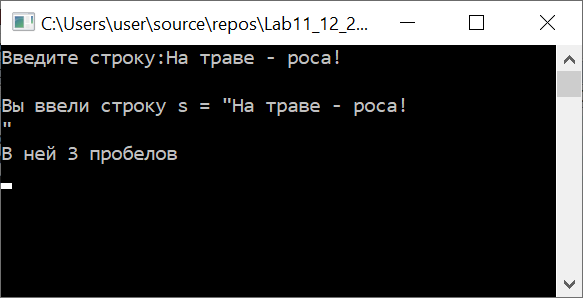 C:\Users\user\source\repos\Lab11_12_2...
Введите строку:На траве - роса!
Вы ввели строку s = "На траве - роса!
"
В ней 3 пробелов